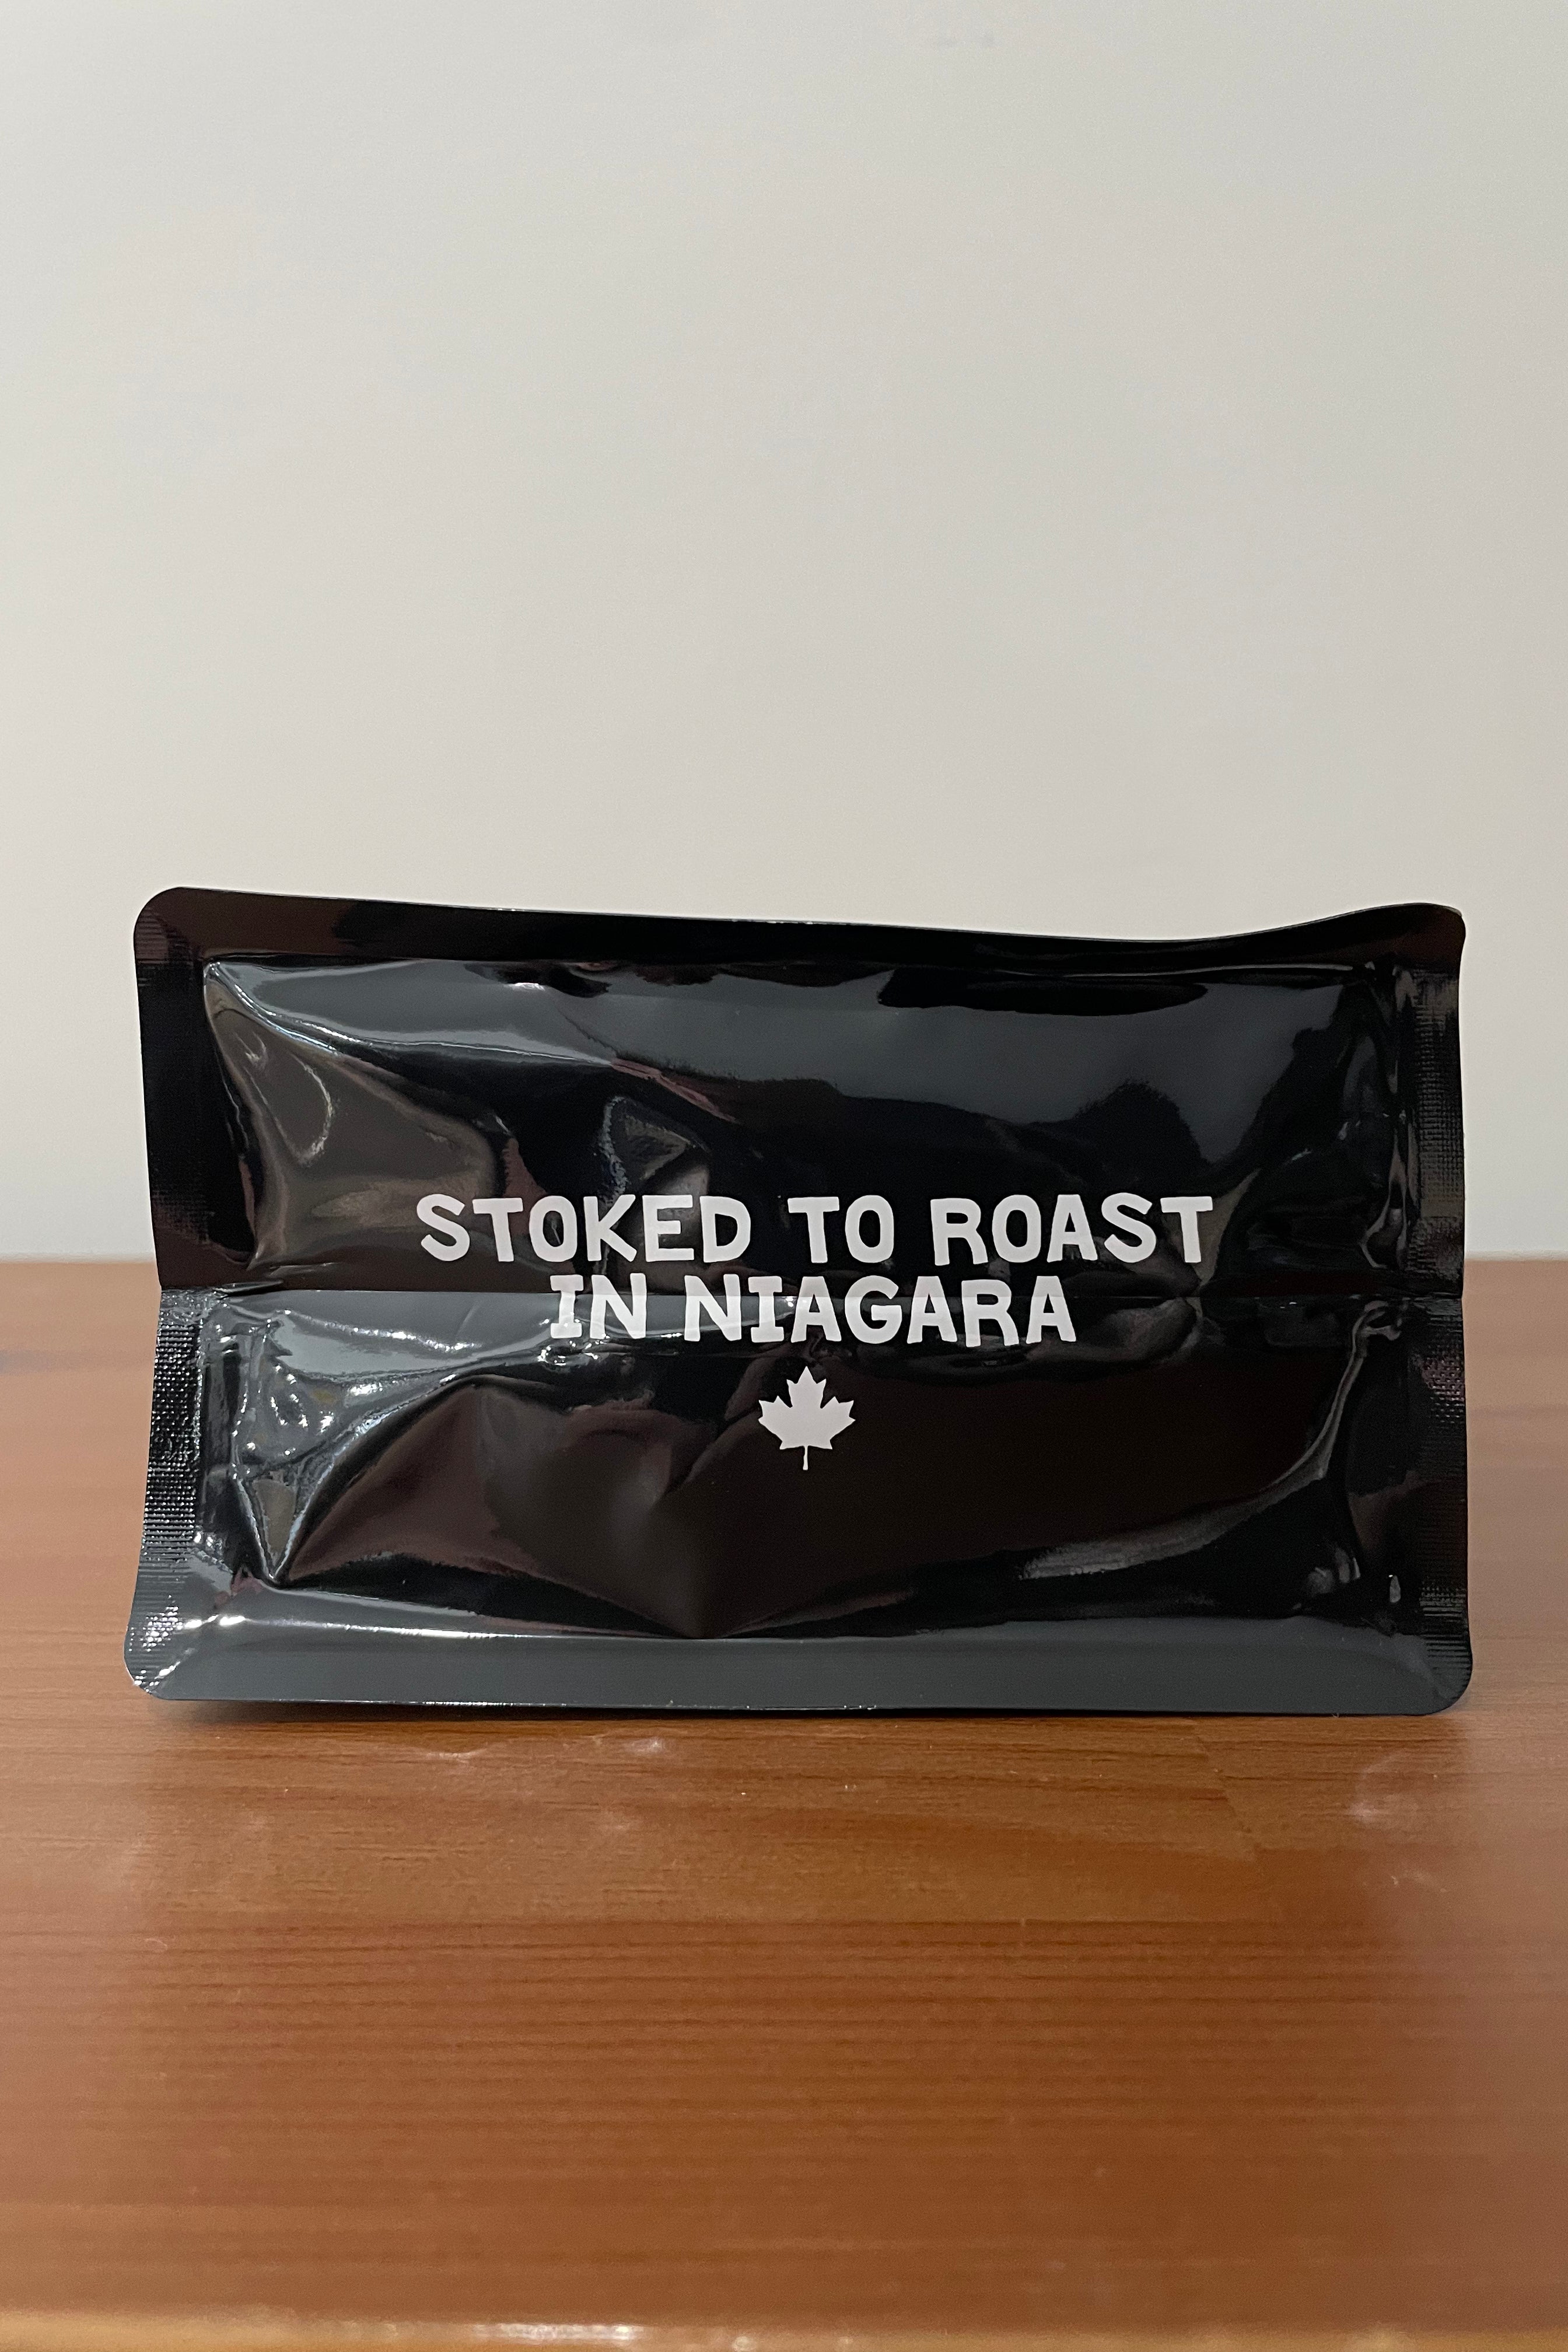 STOKED TO ROAST
IN NIAGARA